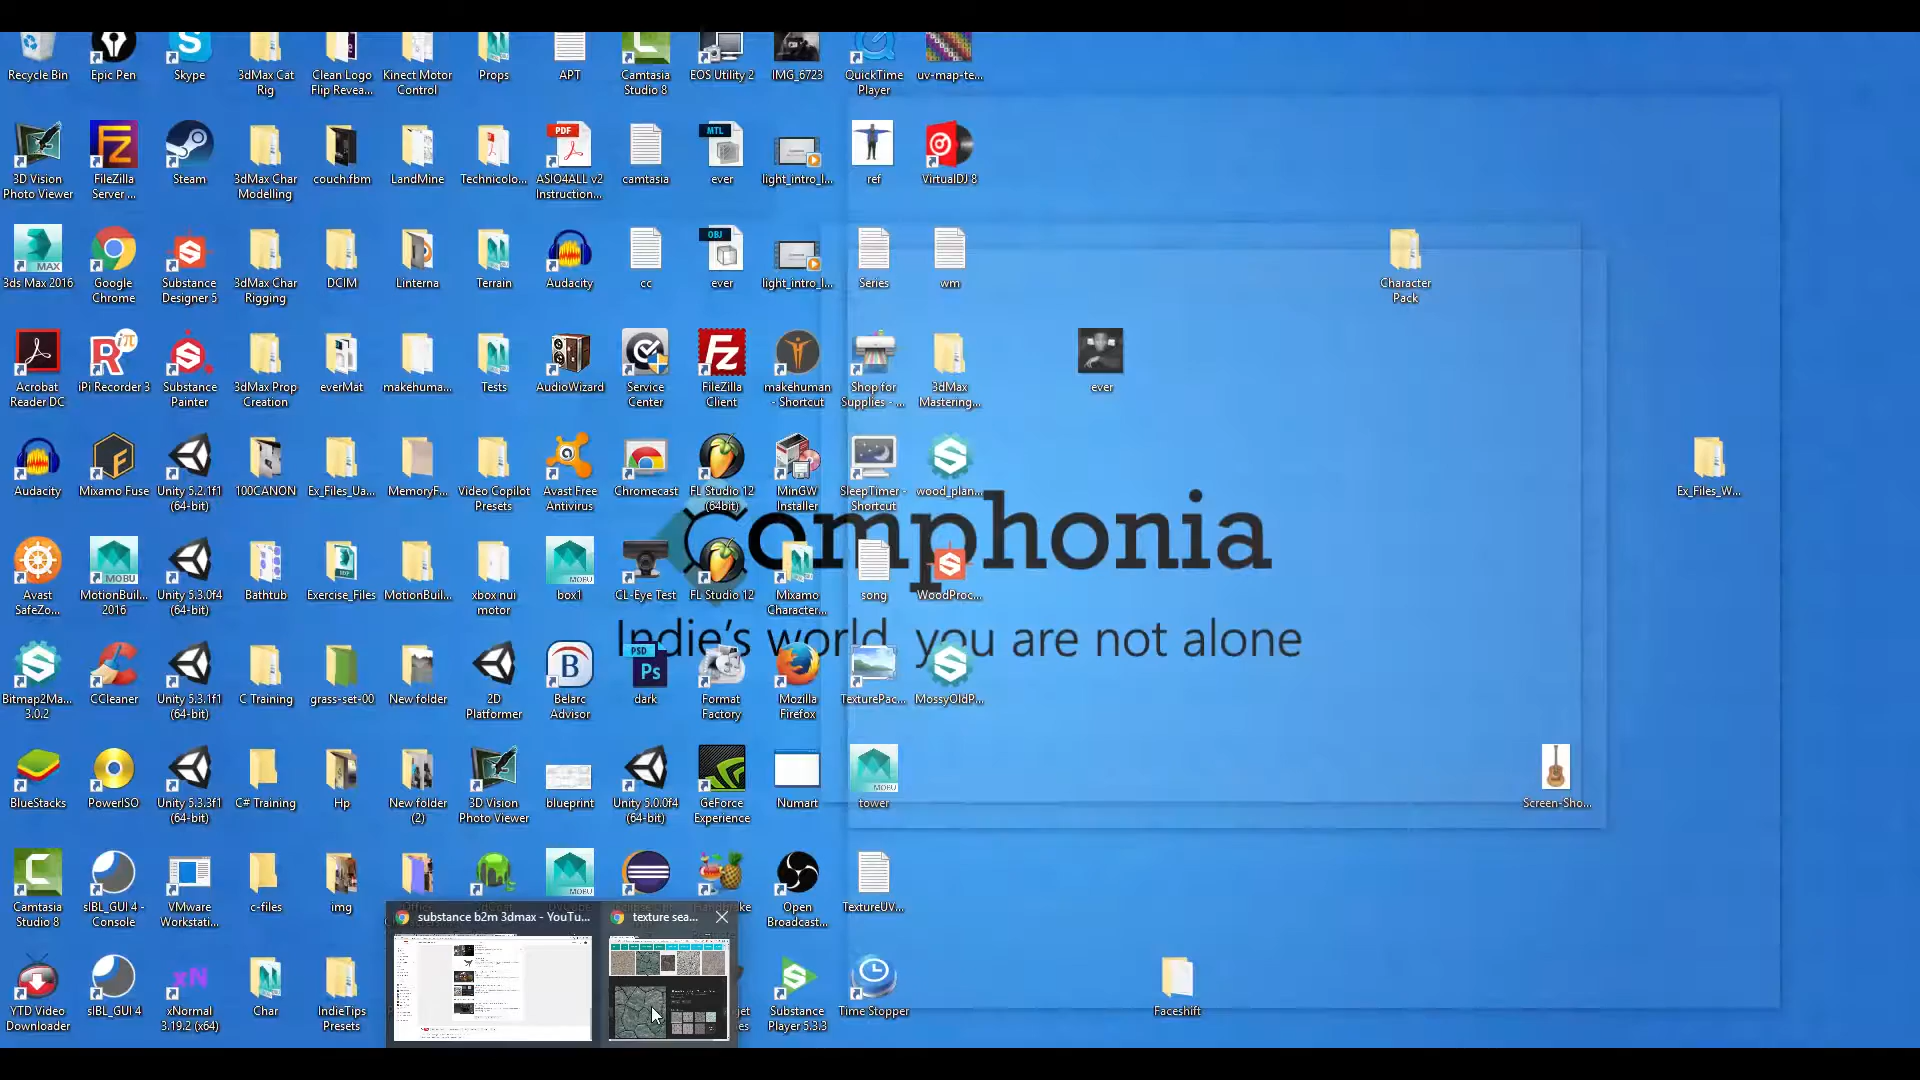 Recycle Bin
Epic Pen
Skype
3dMax Cat
Rig
Clean Logo
Flip Revea...
Kinect Motor
Control
Props
APT
Camtasia
Studio 8
EOS Utility 2
IMG_6723
QuickTime
Player
uv-map-te...
3D Vision
Photo Viewer
FileZilla
Server ...
Steam
3dMax Char
Modelling
couch.fbm
LandMine
Technicolo...
PDF
ASIO4ALL v2
Instruction...
camtasia
MTL
ever
light_intro_l...
ref
VirtualDJ 8
MAX
3ds Max 2016
Google
Chrome
Substance
Designer 5
3dMax Char
Rigging
DCIM
Linterna
Terrain
Audacity
cc
OBJ
ever
light_intro_l...
Series
wm
Character
Pack
Acrobat
Reader DC
iPi Recorder 3
Substance
Painter
3dMax Prop
Creation
everMat
makehuma...
Tests
AudioWizard
Service
Center
FileZilla
Client
makehuman
- Shortcut
Shop for
Supplies - ...
3dMax
Mastering...
ever
Audacity
Mixamo Fuse
Unity 5.2.1f1
(64-bit)
100CANON
Ex_Files_Ua...
MemoryF...
Video Copilot
Presets
Avast Free
Antivirus
Chromecast
FL Studio 12
(64bit)
MinGW
Installer
SleepTimer -
Shortcut
wood_plan...
Ex_Files_W...
Comphonia
Indie's world, you are not alone
Avast
SafeZo...
MOBU
MotionBuil...
2016
Unity 5.3.0f4
(64-bit)
Bathtub
Exercise_Files
MotionBuil...
xbox nui
motor
MOBU
box1
CL-Eye Test
FL Studio 12
Mixamo
Character...
song
WoodProc...
Bitmap2Ma...
3.0.2
CCleaner
Unity 5.3.1f1
(64-bit)
C Training
grass-set-00
New folder
2D
Platformer
Belarc
Advisor
PSD
Ps
dark
Format
Factory
Mozilla
Firefox
TexturePac...
MossyOldP...
BlueStacks
PowerISO
Unity 5.3.3f1
(64-bit)
C# Training
Hp
New folder
(2)
3D Vision
Photo Viewer
blueprint
Unity 5.0.0f4
(64-bit)
GeForce
Experience
Numart
MOBU
tower
Screen-Sho...
Camtasia
Studio 8
sIBL_GUI 4 -
Console
VMware
Workstati...
c-files
img
MOBU
Open
Broadcast...
TextureUV...
substance b2m 3dmax - YouTu...
texture sea...
YTD Video
Downloader
sIBL_GUI 4
xN
xNormal
3.19.2 (x64)
Char
IndieTips
Presets
Substance
Player 5.3.3
Time Stopper
Faceshift